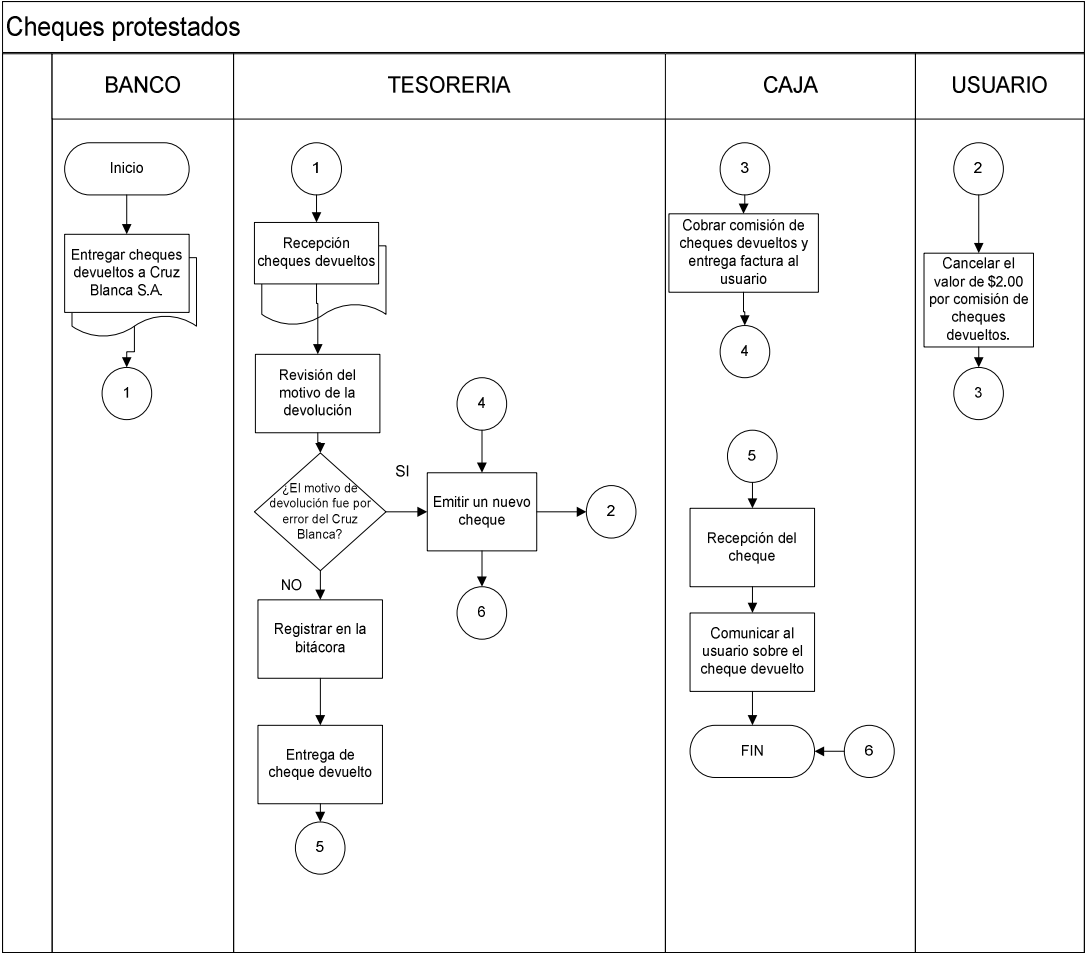 Cheques protestados
BANCO
TESORERIA
CAJA
USUARIO
Inicio
Entregar cheques
devueltos a Cruz
Blanca S.A.
1
1
Recepción
cheques devueltos
Revisión del
motivo de la
devolución
¿El motivo de
devolución fue por
error del Cruz
Blanca?
SI
NO
4
Emitir un nuevo
cheque
2
6
Registrar en la
bitácora
Entrega de
cheque devuelto
5
3
Cobrar comisión de
cheques devueltos y
entrega factura al
usuario
4
5
Recepción del
cheque
Comunicar al
usuario sobre el
cheque devuelto
FIN
6
2
Cancelar el
valor de $2.00
por comisión de
cheques
devueltos.
3